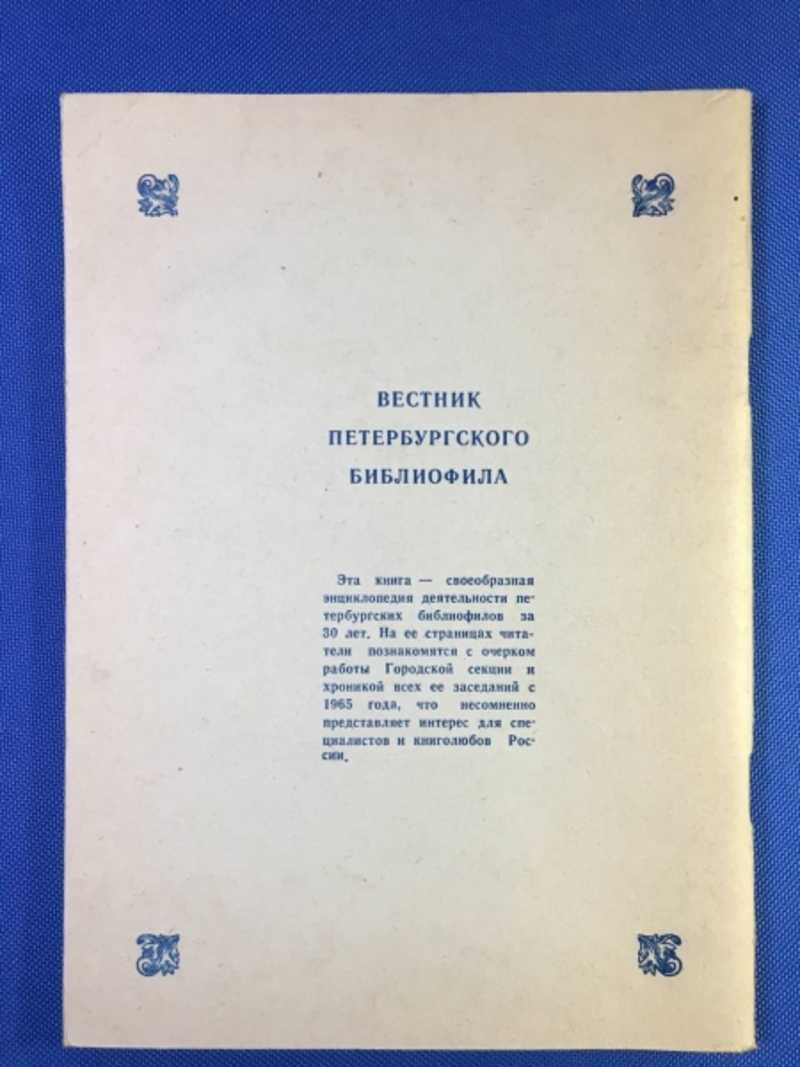 ВЕСТНИК
ПЕТЕРБУРГСКОГО
БИБЛИОФИЛА
Эта книга — своеобразная
энциклопедия деятельности пе-
тербургских библиофилов за
30 лет. На ее страницах чита-
тели познакомятся с очерком
работы Городской секции и
хроникой всех ее заседаний с
1965 года, что несомненно
представляет интерес для спе-
циалистов и книголюбов Рос-
сии.